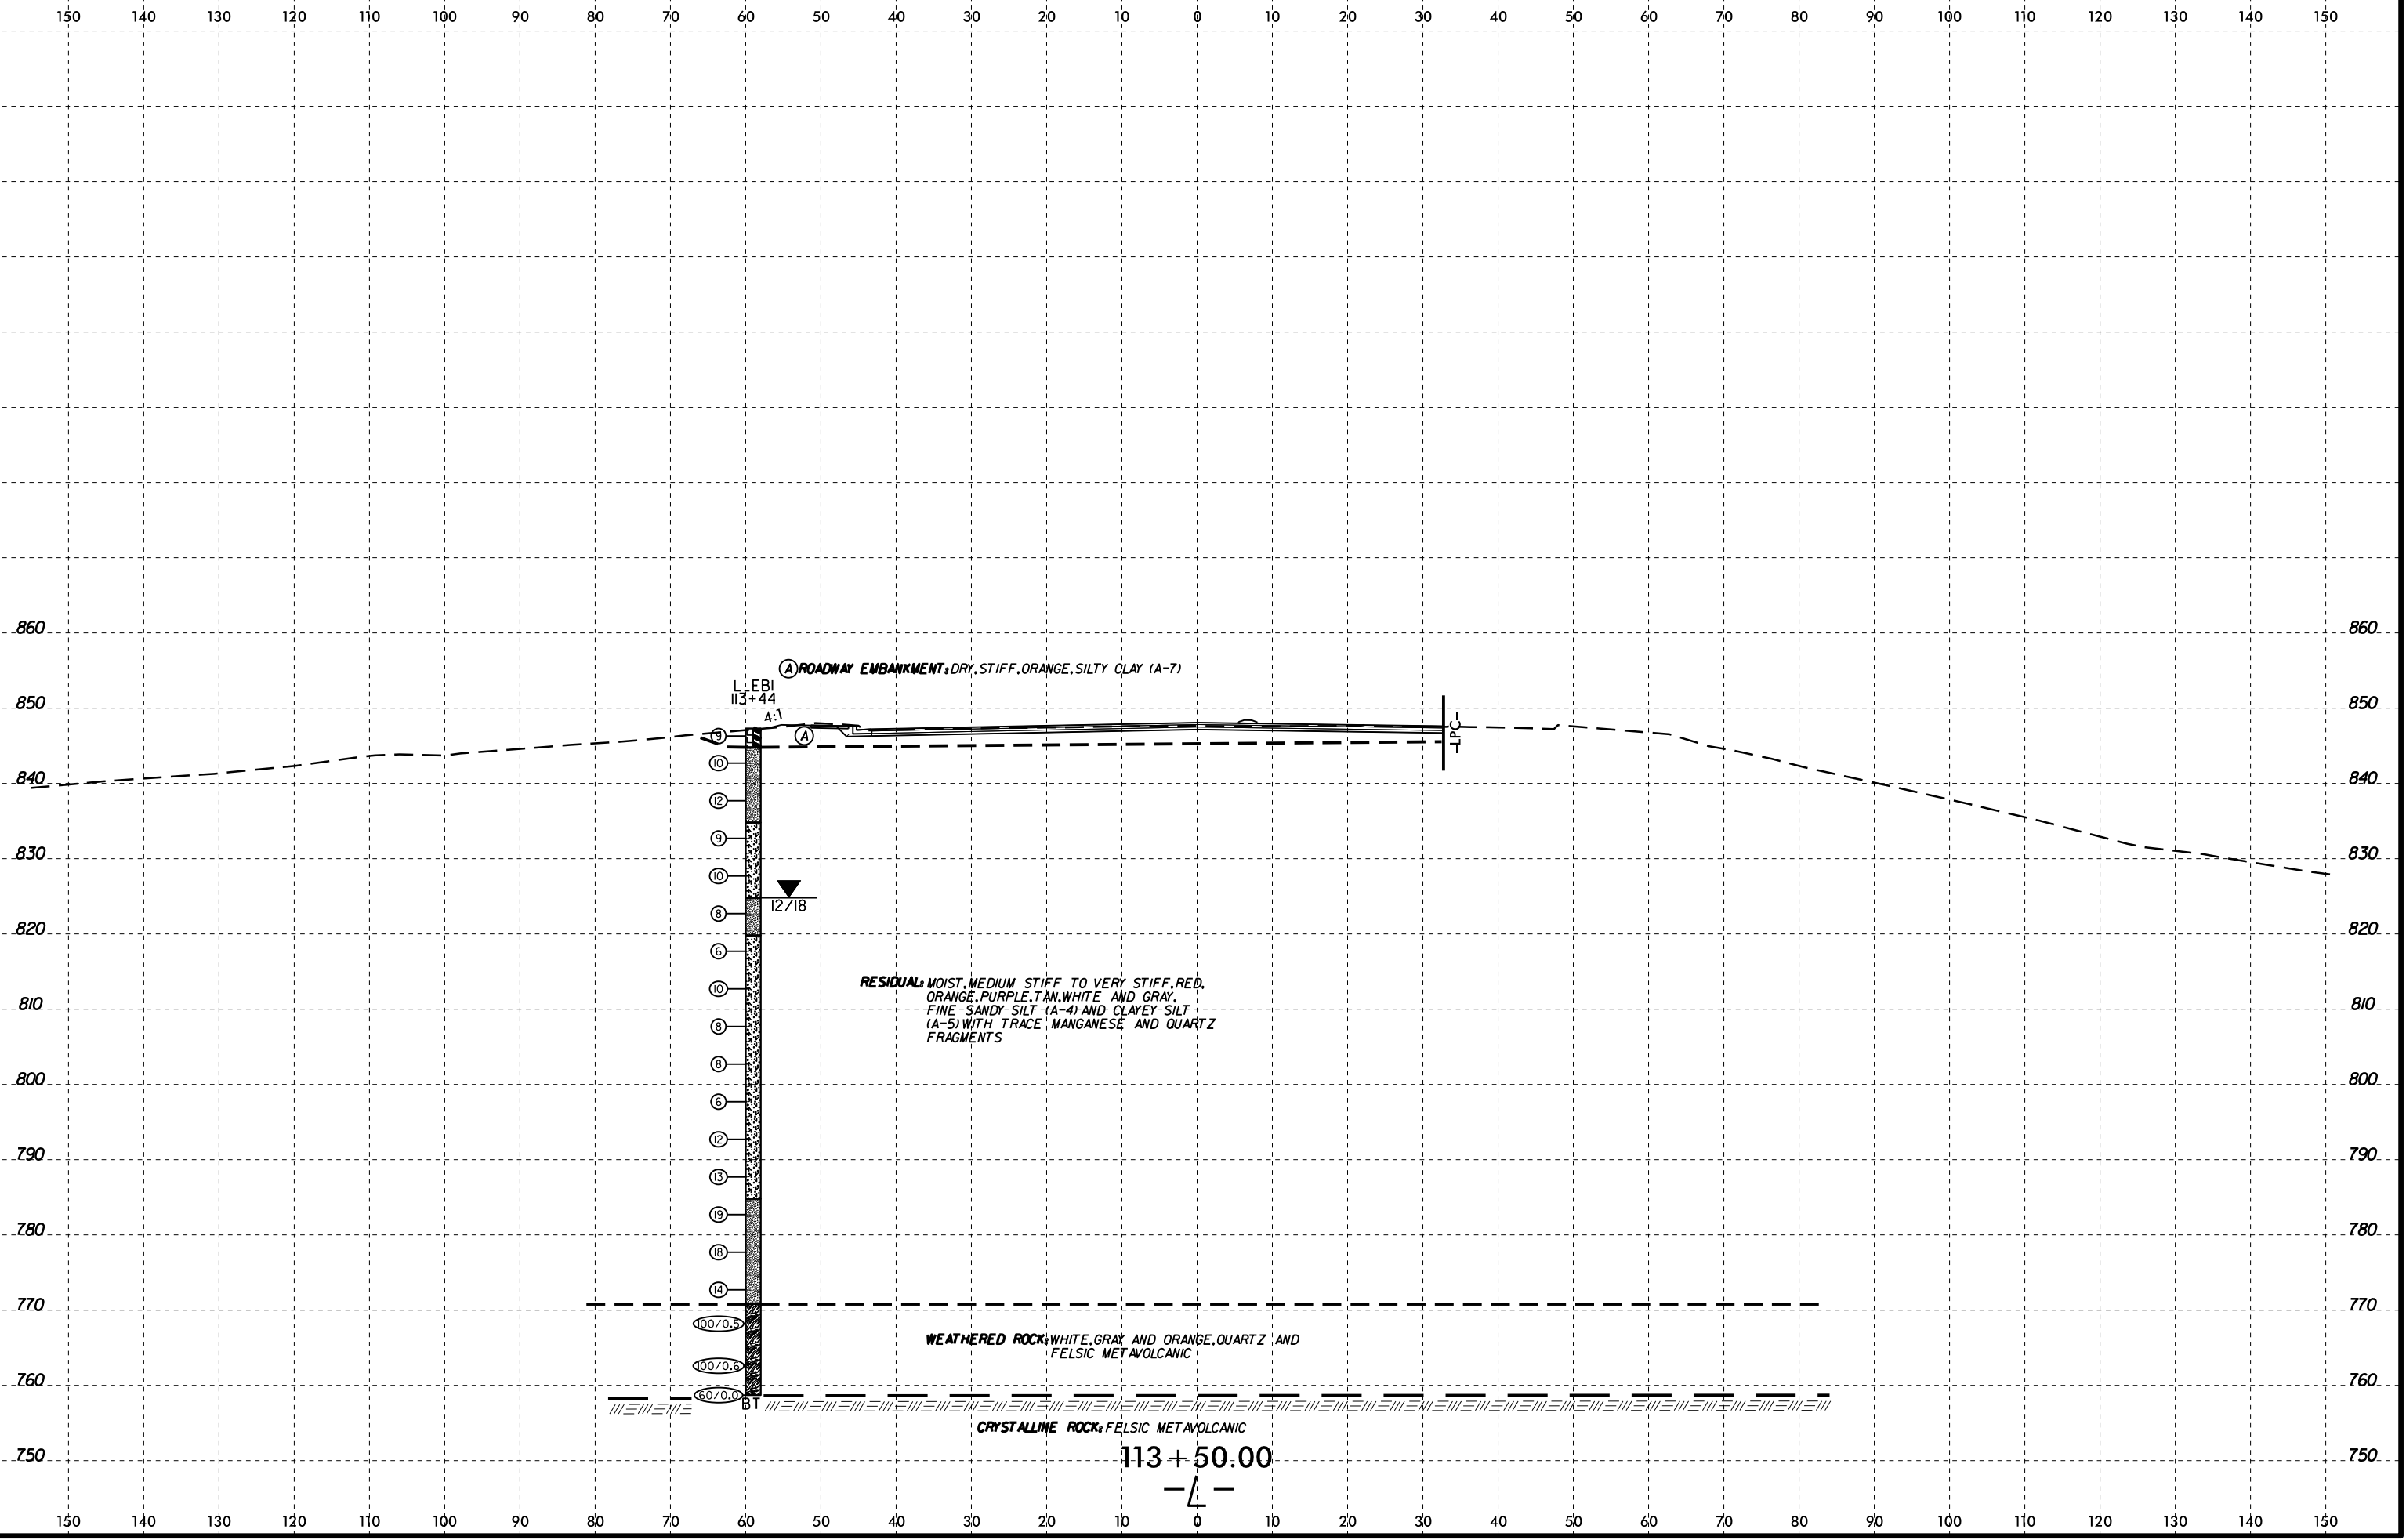 150 140 130 120 110 100 90 80 70 60 50 40 30 20 10 0 10 20 30 40 50 60 70 80 90 100 110 120 130 140 150
860 860
Ⓐ ROADWAY EMBANKMENT: DRY, STIFF, ORANGE, SILTY CLAY (A-7)
L_EB1
113+44
850 850
4:1
9 A -LPC-
10
840 840
12
9
830 830
10
12/18
8
820 820
6
RESIDUAL: MOIST, MEDIUM STIFF TO VERY STIFF, RED,
10
ORANGE, PURPLE, TAN, WHITE AND GRAY,
810 810
FINE SANDY SILT (A-4) AND CLAYEY SILT
8
(A-5) WITH TRACE MANGANESE AND QUARTZ
FRAGMENTS
8
800 800
6
12
790 790
13
19
780 780
18
14
770 770
100/0.5
WEATHERED ROCK: WHITE, GRAY AND ORANGE, QUARTZ AND
FELSIC METAVOLCANIC
100/0.6
760 760
60/0.0
BT
CRYSTALLINE ROCK: FELSIC METAVOLCANIC
113+50.00
750 750
-L-
150 140 130 120 110 100 90 80 70 60 50 40 30 20 10 0 10 20 30 40 50 60 70 80 90 100 110 120 130 140 150